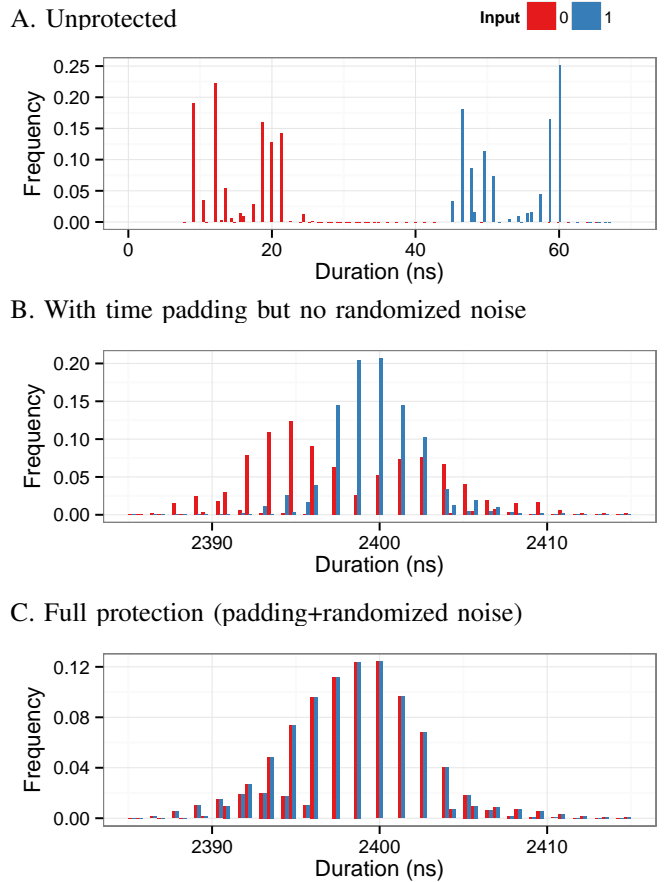 A. Unprotected
Input 0 1
Frequency
0.25
0.20
0.15
0.10
0.05
0.00
0 20 40 60
Duration (ns)
B. With time padding but no randomized noise
Frequency
0.20
0.15
0.10
0.05
0.00
2390 2400 2410
Duration (ns)
C. Full protection (padding+randomized noise)
Frequency
0.12
0.08
0.04
0.00
2390 2400 2410
Duration (ns)